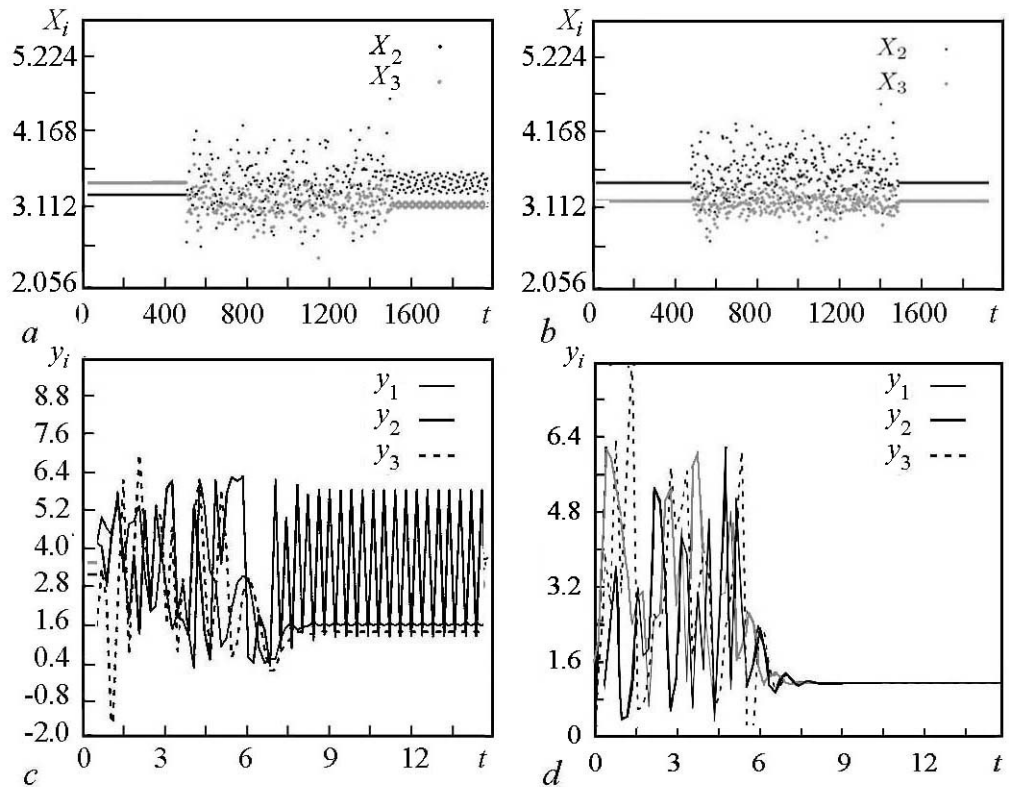 X_i
5.224
4.168
3.112
2.056
X_2
X_3
0 400 800 1200 1600 t
a
X_i
5.224
4.168
3.112
2.056
X_2
X_3
0 400 800 1200 1600 t
b
y_i
8.8
7.6
6.4
5.2
4.0
2.8
1.6
0.4
-0.8
-2.0
y_1
y_2
y_3
0 3 6 9 12 t
c
6.4
4.8
3.2
1.6
0
y_1
y_2
y_3
0 3 6 9 12 t
d